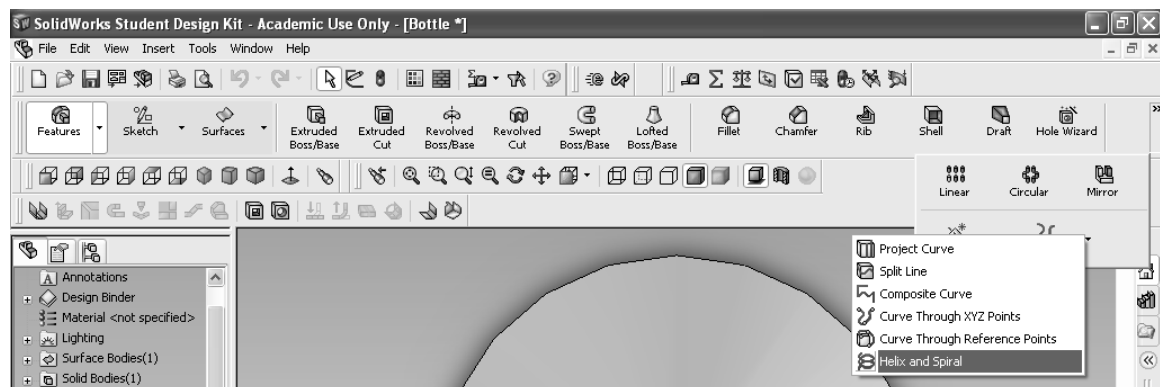 SolidWorks Student Design Kit - Academic Use Only - [Bottle *]
File Edit View Insert Tools Window Help
Features Sketch Surfaces Extruded Boss/Base Extruded Cut Revolved Boss/Base Revolved Cut Swept Boss/Base Lofted Boss/Base Fillet Chamfer Rib Shell Draft Hole Wizard
Linear Circular Mirror
Project Curve
Split Line
Composite Curve
Curve Through XYZ Points
Curve Through Reference Points
Helix and Spiral
Annotations
Design Binder
Material <not specified>
Lighting
Surface Bodies(1)
Solid Bodies(1)